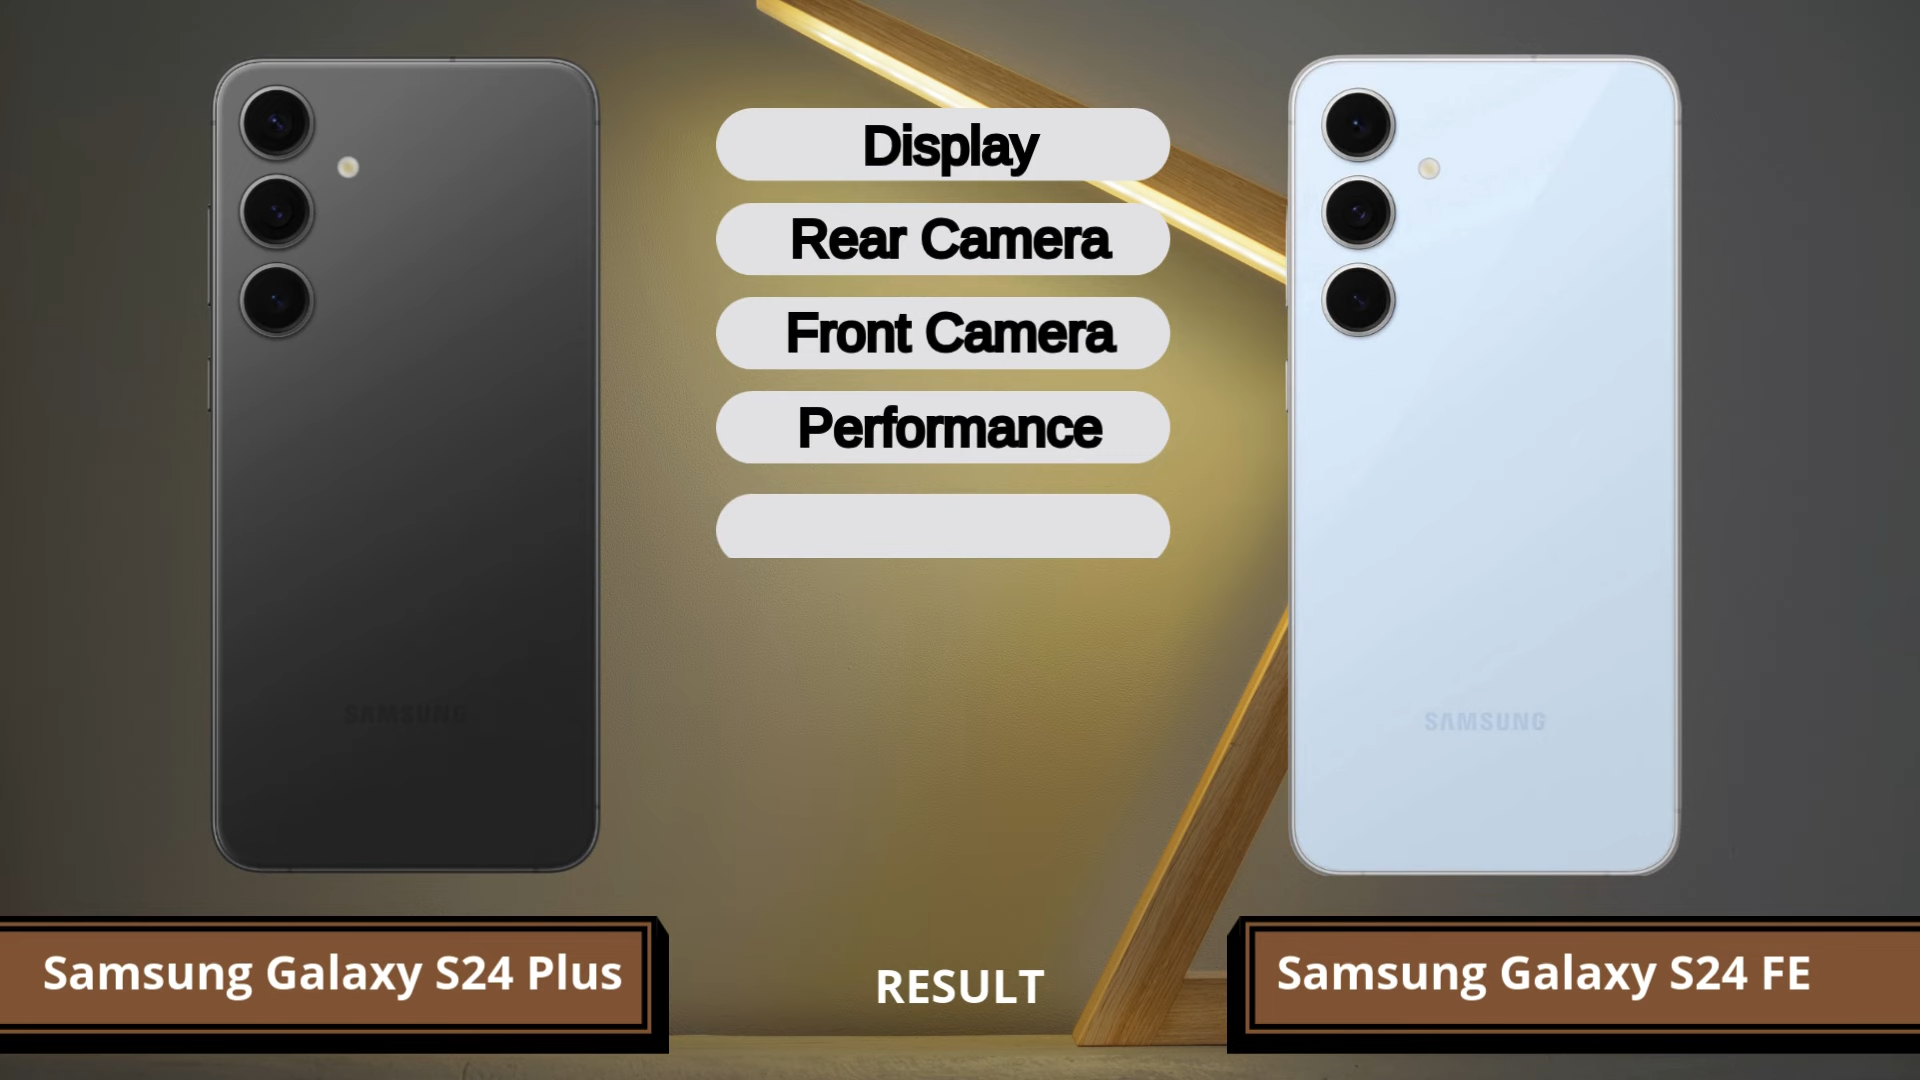 Display
Rear Camera
Front Camera
Performance
SAMSUNG
SAMSUNG
Samsung Galaxy S24 Plus
RESULT
Samsung Galaxy S24 FE